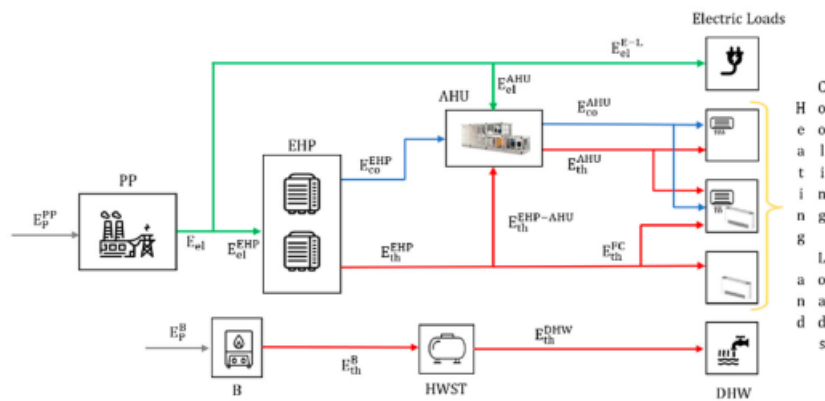 Electric Loads
E_el^{E-L}
E_el^{AHU}
AHU
E_co^{AHU}
EHP
E_co^{EHP}
E_th^{AHU}
PP
E_P^{PP}
E_el
E_el^{EHP}
E_th^{EHP-AHU}
E_th^{EHP}
E_th^{FC}
Heating and
Cooling Loads
E_P^B
E_th^B
E_th^{DHW}
B
HWST
DHW